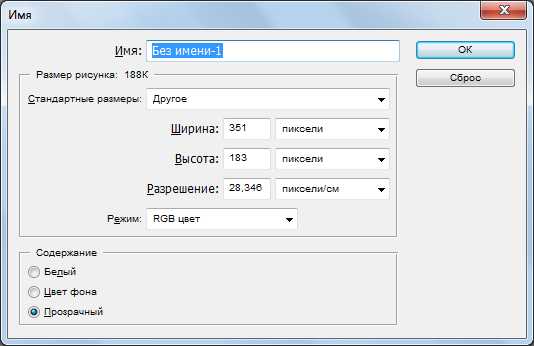 Имя
Имя: Без имени-1
OK
Размер рисунка: 188K
Сброс
Стандартные размеры: Другое
Ширина: 351 пиксели
Высота: 183 пиксели
Разрешение: 28,346 пиксели/см
Режим: RGB цвет
Содержание
Белый
Цвет фона
Прозрачный